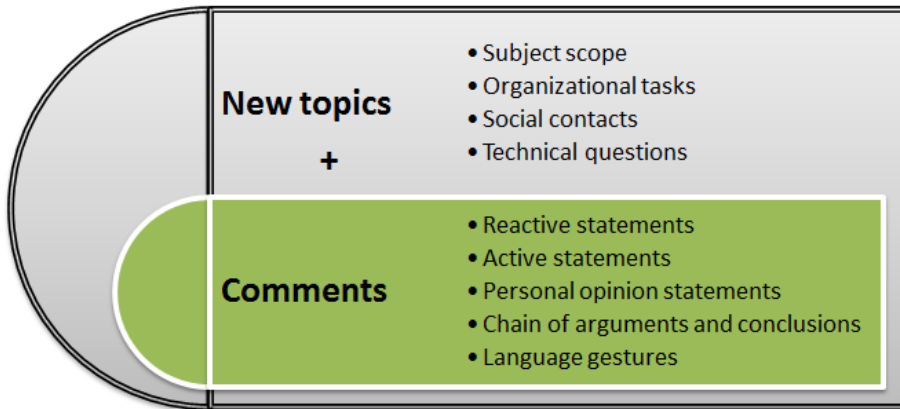 New topics
+
• Subject scope
• Organizational tasks
• Social contacts
• Technical questions
Comments
• Reactive statements
• Active statements
• Personal opinion statements
• Chain of arguments and conclusions
• Language gestures